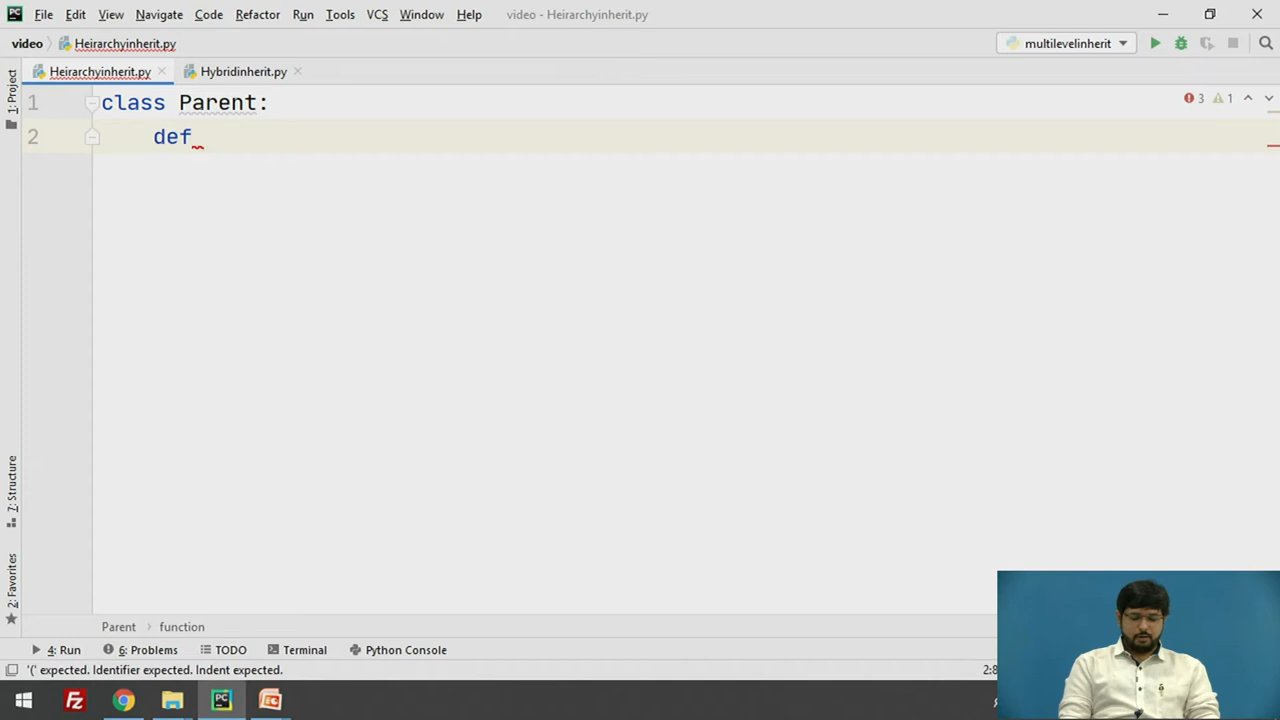 File Edit View Navigate Code Refactor Run Tools VCS Window Help video - Heirarchyinherit.py
video Heirarchyinherit.py multilevelinherit
Heirarchyinherit.py Hybridinherit.py
1: Project
1 class Parent: 3 1
2 def
7: Structure
2: Favorites
Parent function
4: Run 6: Problems TODO Terminal Python Console
'(' expected. Identifier expected. Indent expected. 2:8